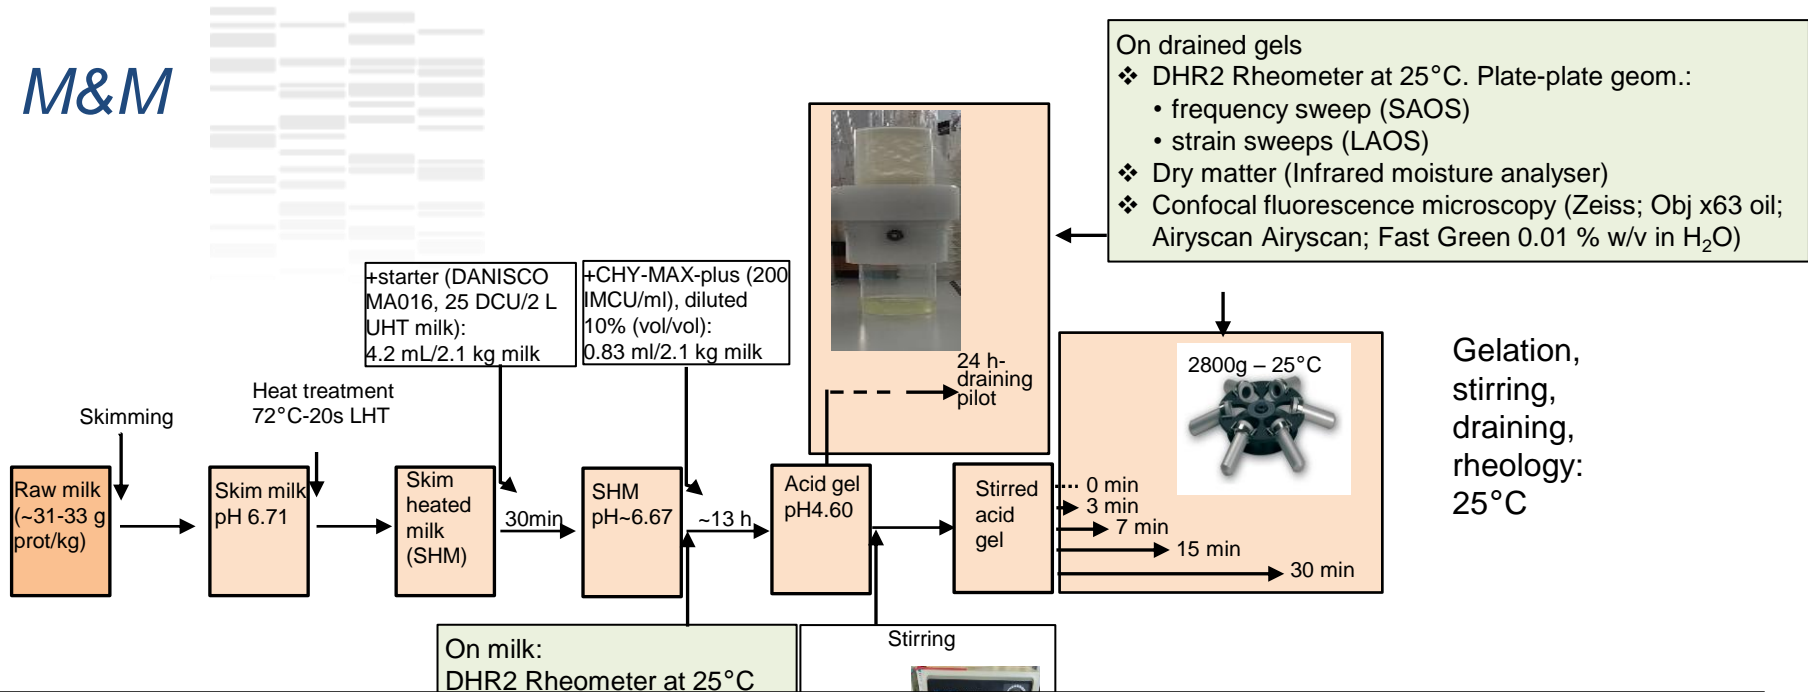 M&M
On drained gels
❖ DHR2 Rheometer at 25°C. Plate-plate geom.:
• frequency sweep (SAOS)
• strain sweeps (LAOS)
❖ Dry matter (Infrared moisture analyser)
❖ Confocal fluorescence microscopy (Zeiss; Obj x63 oil;
Airyscan Airyscan; Fast Green 0.01 % w/v in H₂O)
+starter (DANISCO
MA016, 25 DCU/2 L
UHT milk):
4.2 mL/2.1 kg milk
+CHY-MAX-plus (200
IMCU/ml), diluted
10% (vol/vol):
0.83 ml/2.1 kg milk
24 h-
draining
pilot
2800g – 25°C
Gelation,
stirring,
draining,
rheology:
25°C
Skimming
Heat treatment
72°C-20s LHT
Raw milk
(~31-33 g
prot/kg)
Skim milk
pH 6.71
Skim
heated
milk
(SHM)
30min
SHM
pH~6.67
~13 h
Acid gel
pH4.60
Stirred
acid
gel
0 min
3 min
7 min
15 min
30 min
On milk:
DHR2 Rheometer at 25°C
Stirring